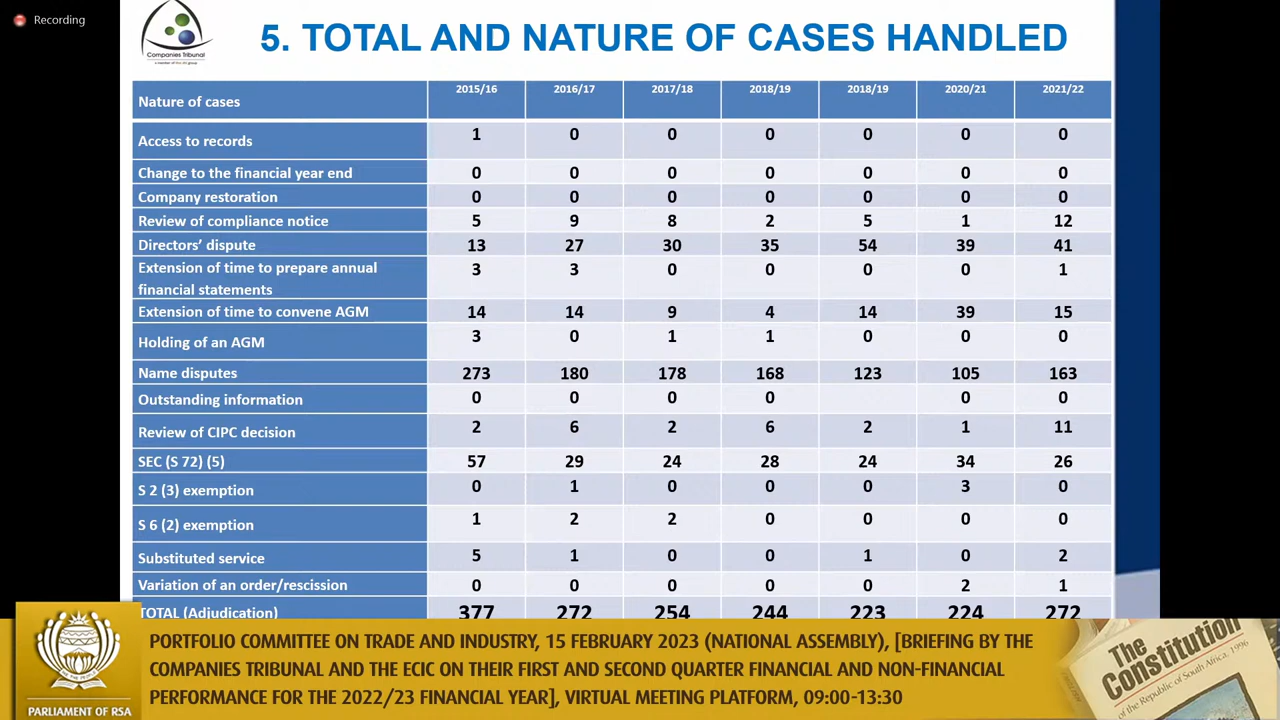 Recording
Companies Tribunal
5. TOTAL AND NATURE OF CASES HANDLED
Nature of cases 2015/16 2016/17 2017/18 2018/19 2018/19 2020/21 2021/22
Access to records 1 0 0 0 0 0 0
Change to the financial year end 0 0 0 0 0 0 0
Company restoration 0 0 0 0 0 0 0
Review of compliance notice 5 9 8 2 5 1 12
Directors' dispute 13 27 30 35 54 39 41
Extension of time to prepare annual
financial statements 3 3 0 0 0 0 1
Extension of time to convene AGM 14 14 9 4 14 39 15
Holding of an AGM 3 0 1 1 0 0 0
Name disputes 273 180 178 168 123 105 163
Outstanding information 0 0 0 0 0 0
Review of CIPC decision 2 6 2 6 2 1 11
SEC (S 72) (5) 57 29 24 28 24 34 26
S 2 (3) exemption 0 1 0 0 0 3 0
S 6 (2) exemption 1 2 2 0 0 0 0
Substituted service 5 1 0 0 1 0 2
Variation of an order/rescission 0 0 0 0 0 2 1
TOTAL (Adjudication) 377 272 254 244 223 224 272
PORTFOLIO COMMITTEE ON TRADE AND INDUSTRY, 15 FEBRUARY 2023 (NATIONAL ASSEMBLY), [BRIEFING BY THE
COMPANIES TRIBUNAL AND THE ECIC ON THEIR FIRST AND SECOND QUARTER FINANCIAL AND NON-FINANCIAL
PERFORMANCE FOR THE 2022/23 FINANCIAL YEAR], VIRTUAL MEETING PLATFORM, 09:00-13:30
PARLIAMENT OF RSA
The
Constitution
of the Republic of South Africa, 1996